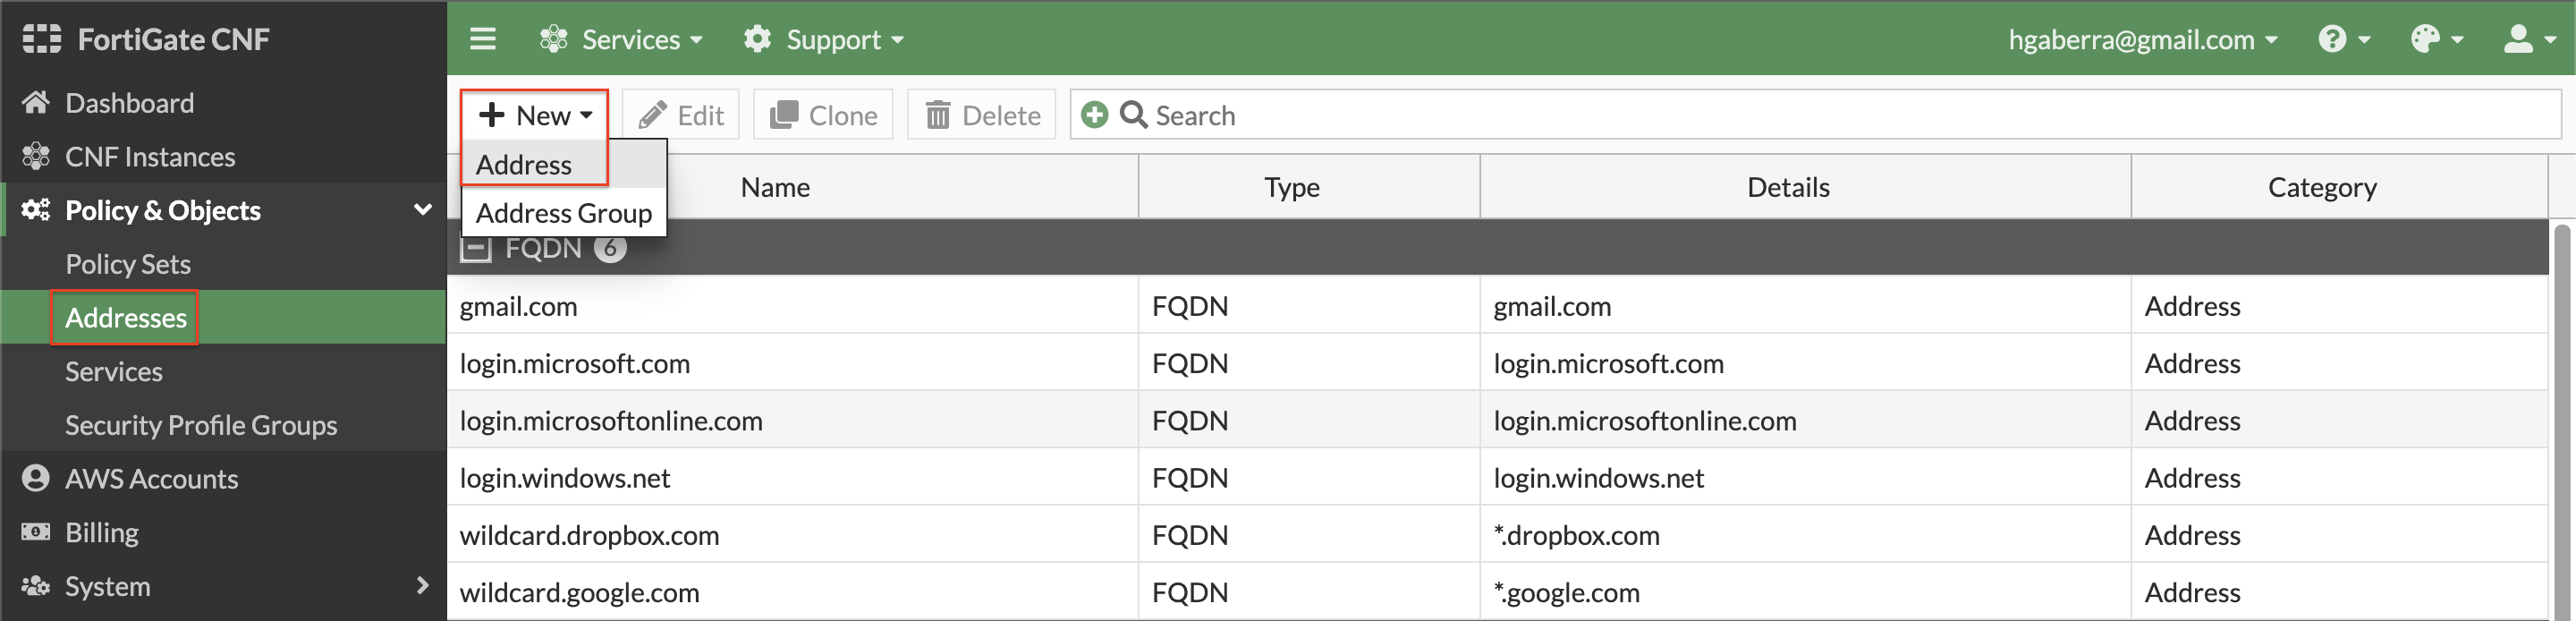 FortiGate CNF
Services
Support
hgaberra@gmail.com
Dashboard
CNF Instances
Policy & Objects
Policy Sets
Addresses
Services
Security Profile Groups
AWS Accounts
Billing
System
New
Edit
Clone
Delete
Search
Address
Address Group
Name Type Details Category
FQDN 6
gmail.com FQDN gmail.com Address
login.microsoft.com FQDN login.microsoft.com Address
login.microsoftonline.com FQDN login.microsoftonline.com Address
login.windows.net FQDN login.windows.net Address
wildcard.dropbox.com FQDN *.dropbox.com Address
wildcard.google.com FQDN *.google.com Address